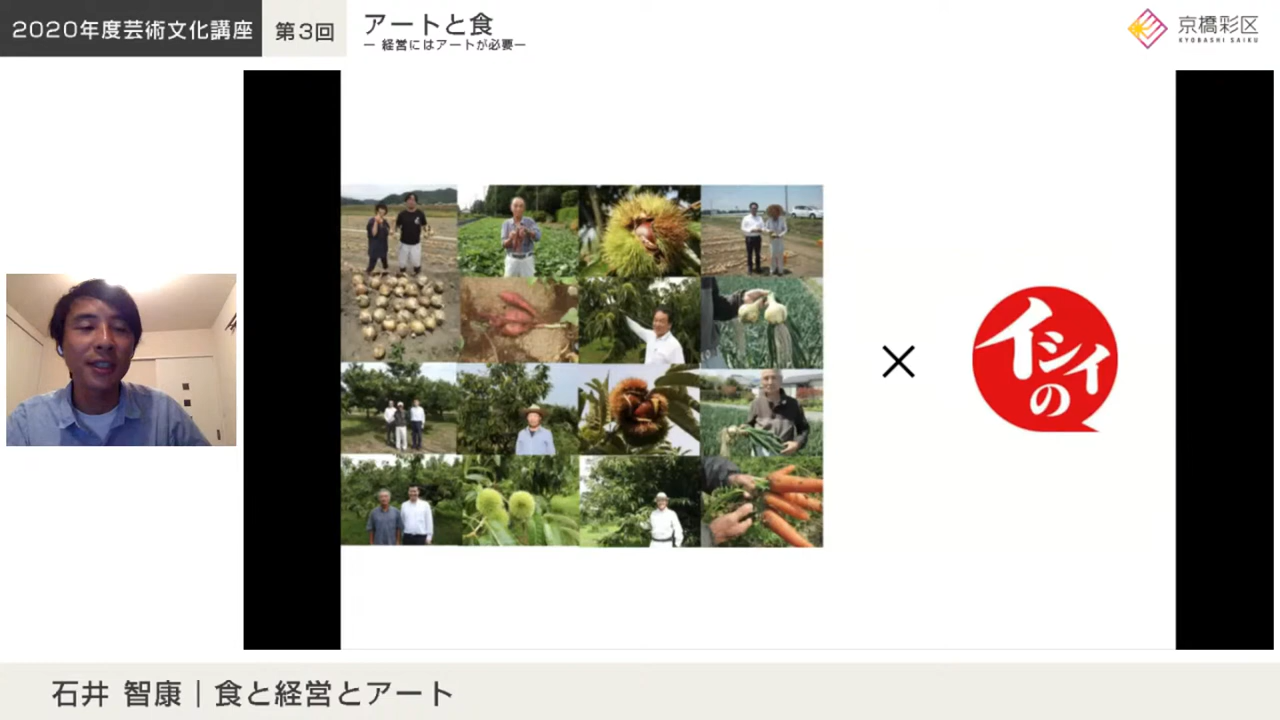 2020年度芸術文化講座
第3回
アートと食
ー 経営にはアートが必要ー
京橋彩区
KYOBASHI SAIKU
×
イシイの
石井 智康｜食と経営とアート